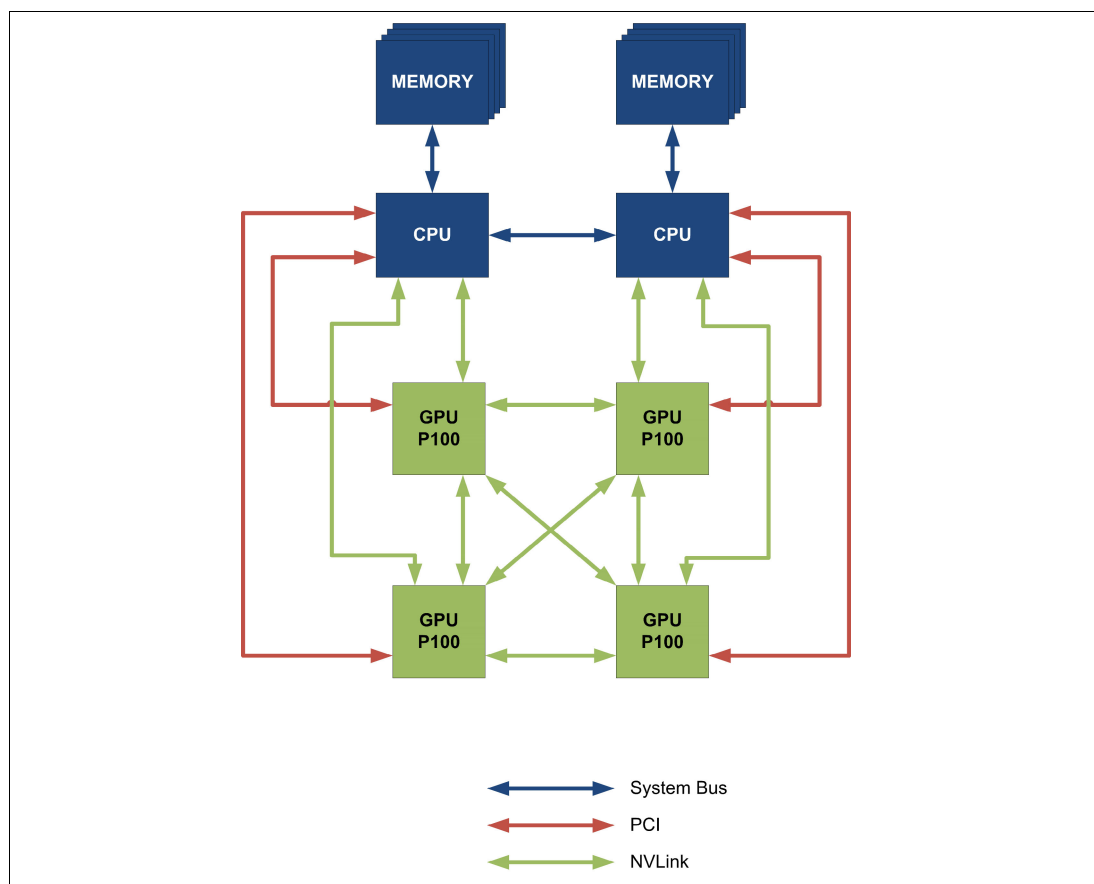 MEMORY
MEMORY
CPU
CPU
GPU
P100
GPU
P100
GPU
P100
GPU
P100
System Bus
PCI
NVLink